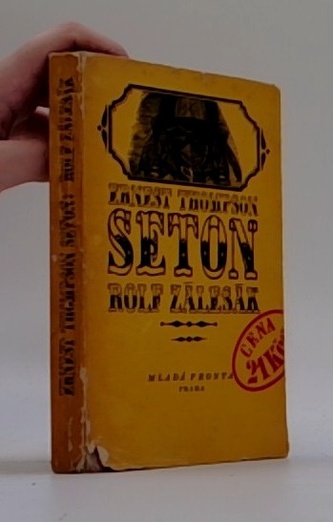 ERNEST THOMPSON
SETON
ROLF ZÁLESÁK
CENA
21 Kčs
MLADÁ FRONTA
PRAHA
ERNEST THOMPSON SETON: ROLF ZÁLESÁK